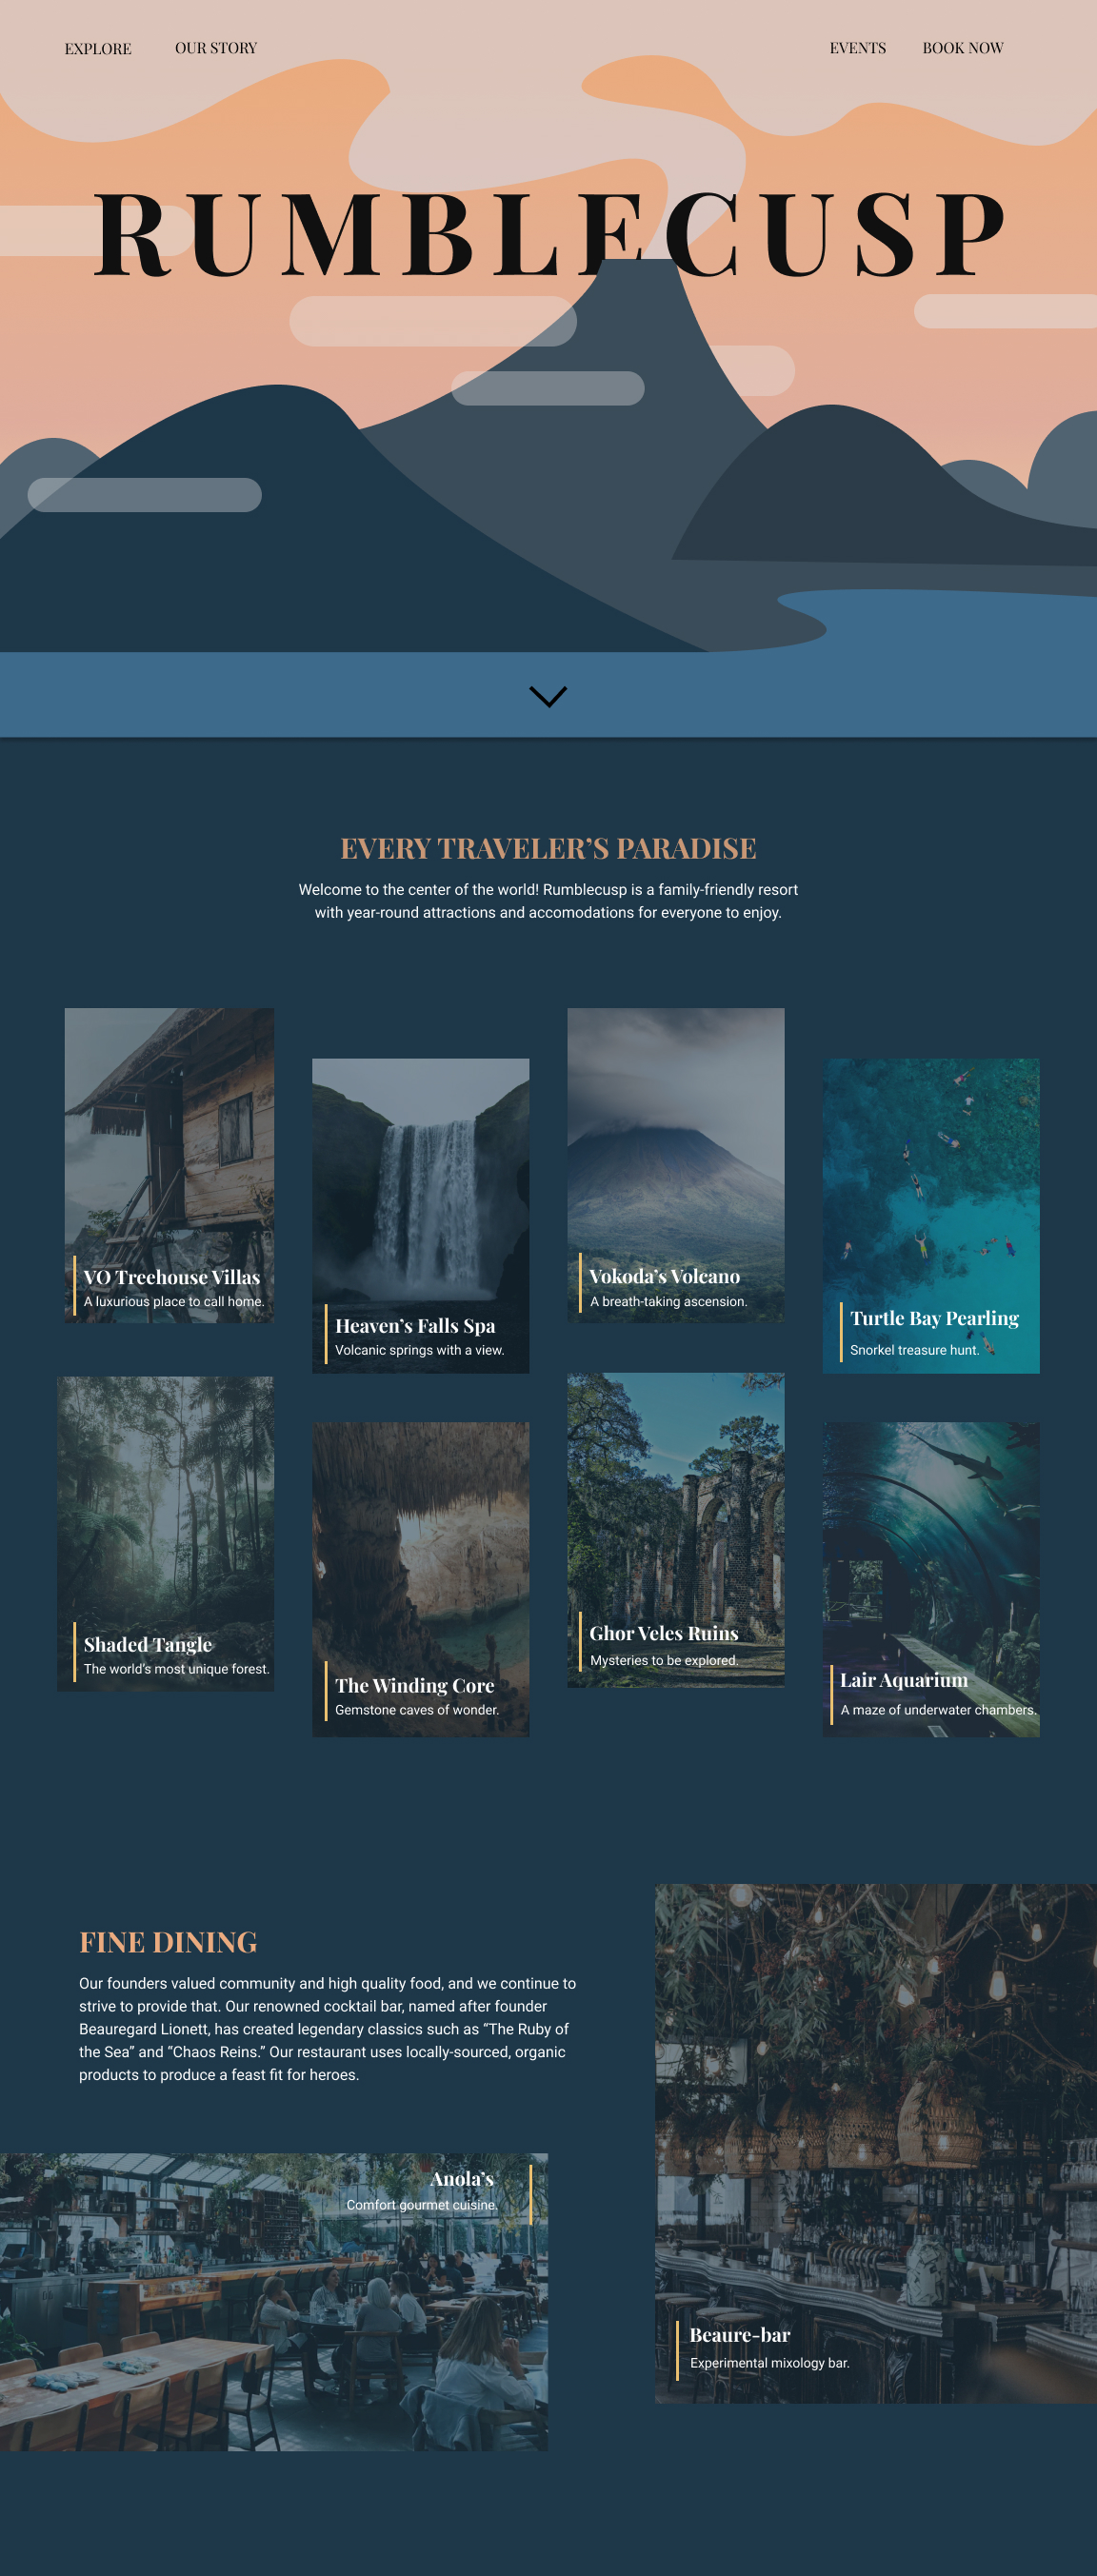 EXPLORE
OUR STORY
EVENTS
BOOK NOW
RUMBLECUSP
EVERY TRAVELER’S PARADISE
Welcome to the center of the world! Rumblecusp is a family-friendly resort
with year-round attractions and accomodations for everyone to enjoy.
VO Treehouse Villas
A luxurious place to call home.
Heaven’s Falls Spa
Volcanic springs with a view.
Vokoda’s Volcano
A breath-taking ascension.
Turtle Bay Pearling
Snorkel treasure hunt.
Shaded Tangle
The world’s most unique forest.
The Winding Core
Gemstone caves of wonder.
Ghor Veles Ruins
Mysteries to be explored.
Lair Aquarium
A maze of underwater chambers.
FINE DINING
Our founders valued community and high quality food, and we continue to
strive to provide that. Our renowned cocktail bar, named after founder
Beauregard Lionett, has created legendary classics such as “The Ruby of
the Sea” and “Chaos Reins.” Our restaurant uses locally-sourced, organic
products to produce a feast fit for heroes.
Anola’s
Comfort gourmet cuisine.
Beaure-bar
Experimental mixology bar.